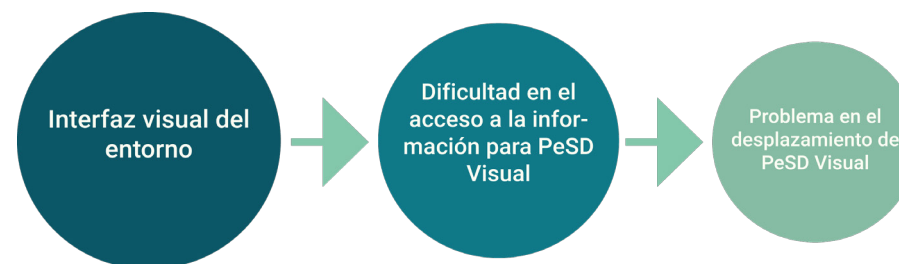 Interfaz visual del
entorno
Dificultad en el
acceso a la infor-
mación para PeSD
Visual
Problema en el
desplazamiento de
PeSD Visual